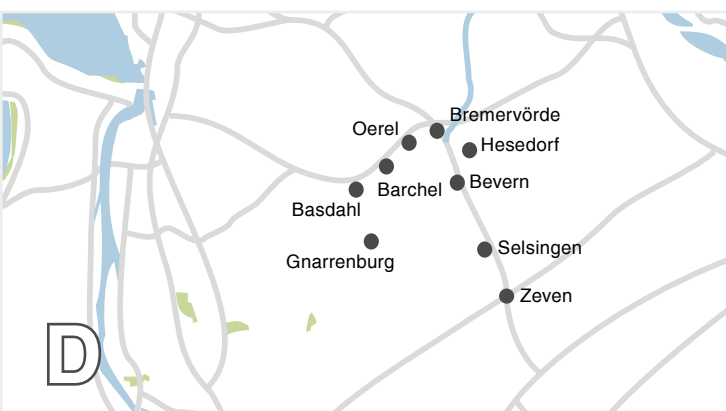 Bremervörde
Oerel
Hesedorf
Barchel
Bevern
Basdahl
Selsingen
Gnarrenburg
Zeven
D